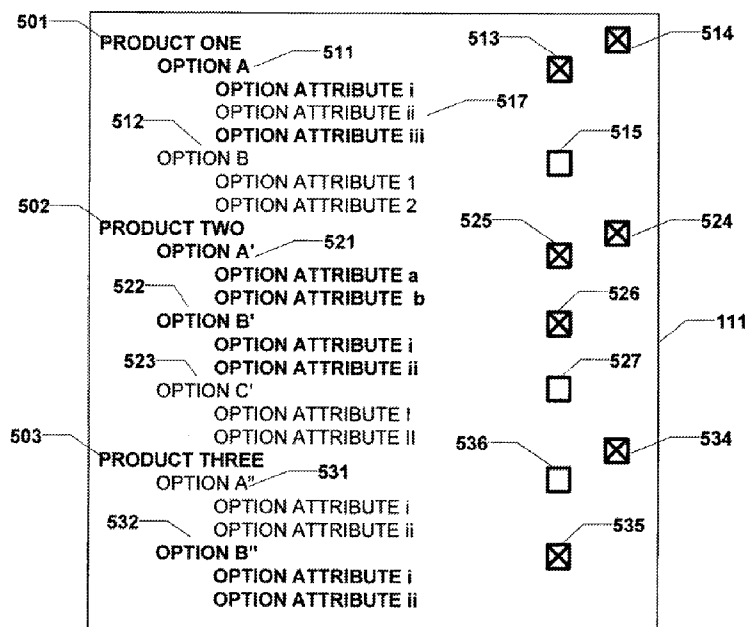 501
PRODUCT ONE
513
514
OPTION A
511
OPTION ATTRIBUTE i
OPTION ATTRIBUTE ii
517
512
OPTION ATTRIBUTE iii
515
OPTION B
OPTION ATTRIBUTE 1
OPTION ATTRIBUTE 2
502
PRODUCT TWO
525
524
OPTION A'
521
OPTION ATTRIBUTE a
522
OPTION ATTRIBUTE b
526
OPTION B'
111
OPTION ATTRIBUTE i
523
OPTION ATTRIBUTE ii
527
OPTION C'
OPTION ATTRIBUTE I
503
OPTION ATTRIBUTE II
536
534
PRODUCT THREE
OPTION A"
531
OPTION ATTRIBUTE i
532
OPTION ATTRIBUTE ii
535
OPTION B"
OPTION ATTRIBUTE i
OPTION ATTRIBUTE ii